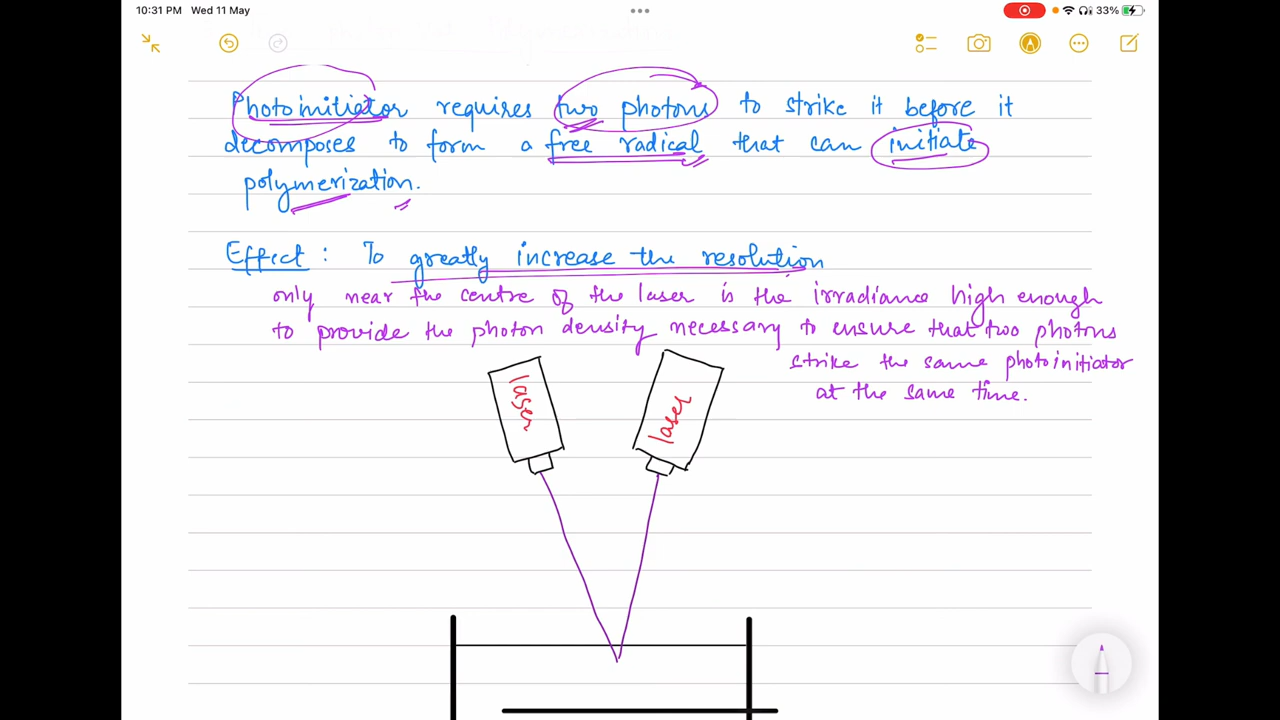 10:31 PM Wed 11 May
33%
Photoinitiator requires two photons to strike it before it
decomposes to form a free radical that can initiate
polymerization.
Effect : To greatly increase the resolution
only near the centre of the laser is the irradiance high enough
to provide the photon density necessary to ensure that two photons
strike the same photoinitiator
at the same time.
laser
laser